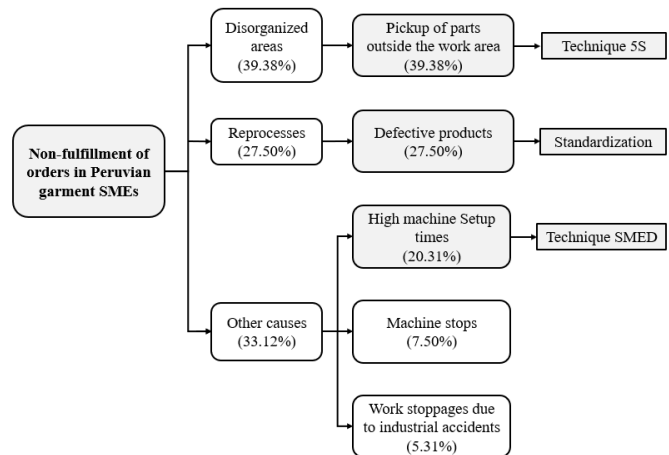 Non-fulfillment of
orders in Peruvian
garment SMEs
Disorganized
areas
(39.38%)
Pickup of parts
outside the work area
(39.38%)
Technique 5S
Reprocesses
(27.50%)
Defective products
(27.50%)
Standardization
Other causes
(33.12%)
High machine Setup
times
(20.31%)
Technique SMED
Machine stops
(7.50%)
Work stoppages due
to industrial accidents
(5.31%)